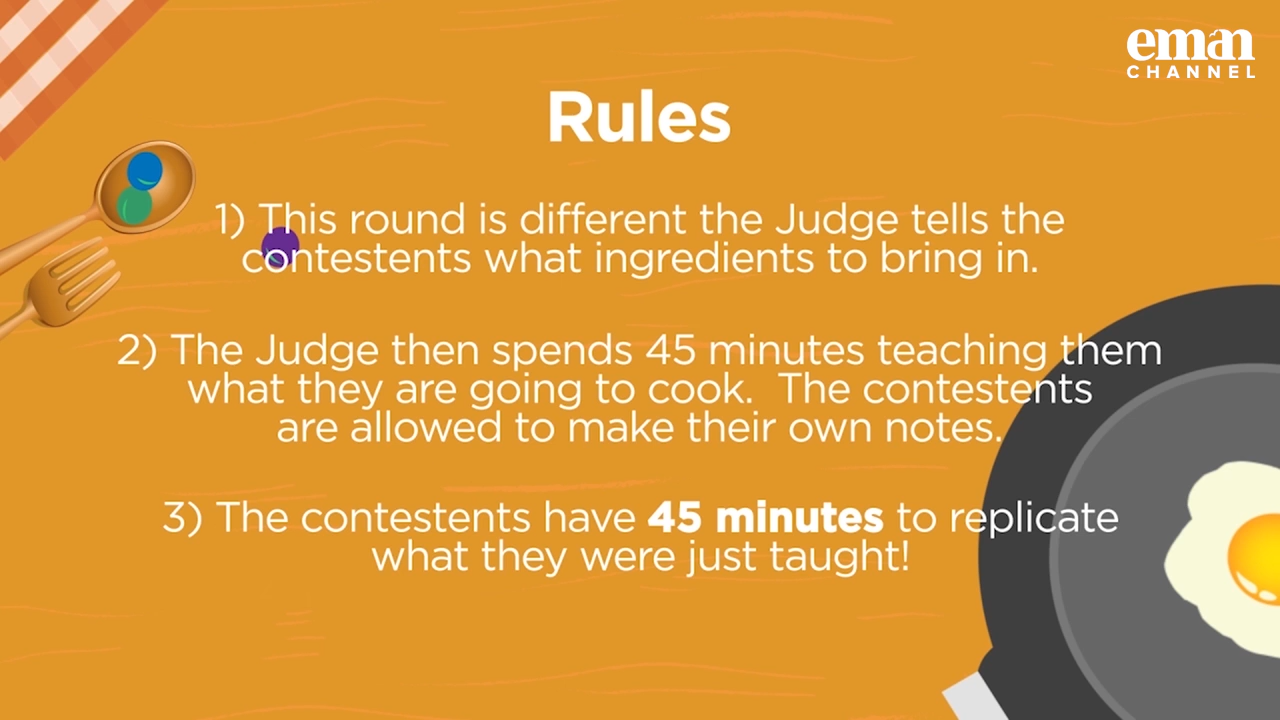 eman
CHANNEL
Rules
1) This round is different the Judge tells the
contestents what ingredients to bring in.
2) The Judge then spends 45 minutes teaching them
what they are going to cook.  The contestents
are allowed to make their own notes.
3) The contestents have 45 minutes to replicate
what they were just taught!